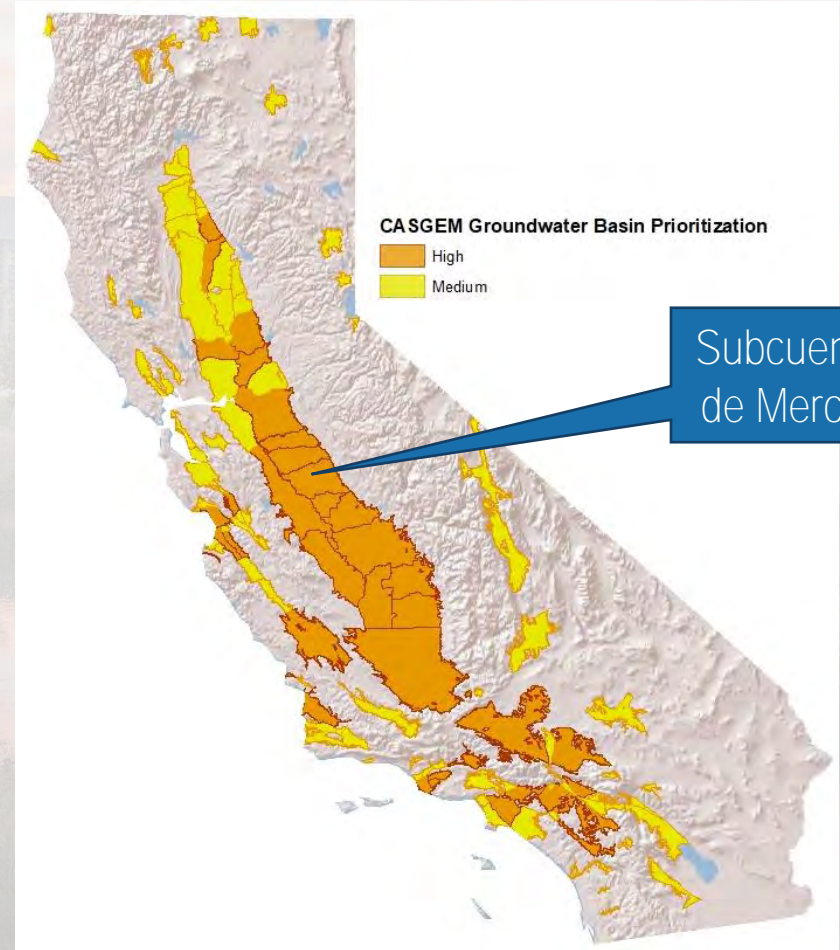 CASGEM Groundwater Basin Prioritization
High
Medium
Subcuen
de Merc